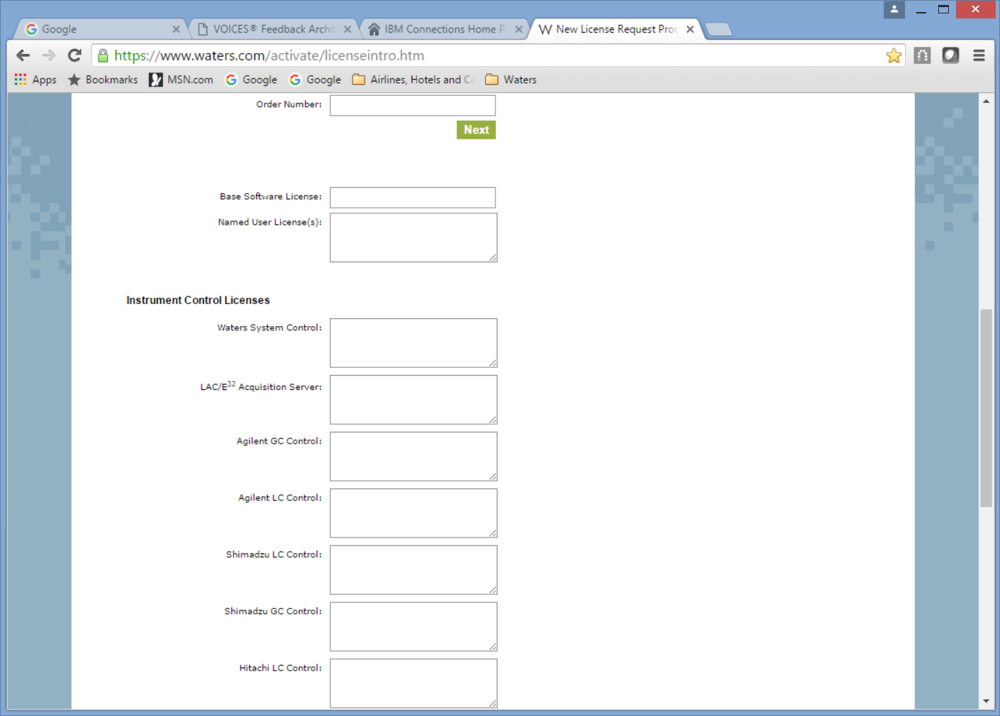 Google
VOICES® Feedback Archit
IBM Connections Home P
New License Request Proc
https://www.waters.com/activate/licenseintro.htm
Apps
Bookmarks
MSN.com
Google
Google
Airlines, Hotels and Ca
Waters
Order Number:
Next
Base Software License:
Named User License(s):
Instrument Control Licenses
Waters System Control:
LAC/E32 Acquisition Server:
Agilent GC Control:
Agilent LC Control:
Shimadzu LC Control:
Shimadzu GC Control:
Hitachi LC Control: